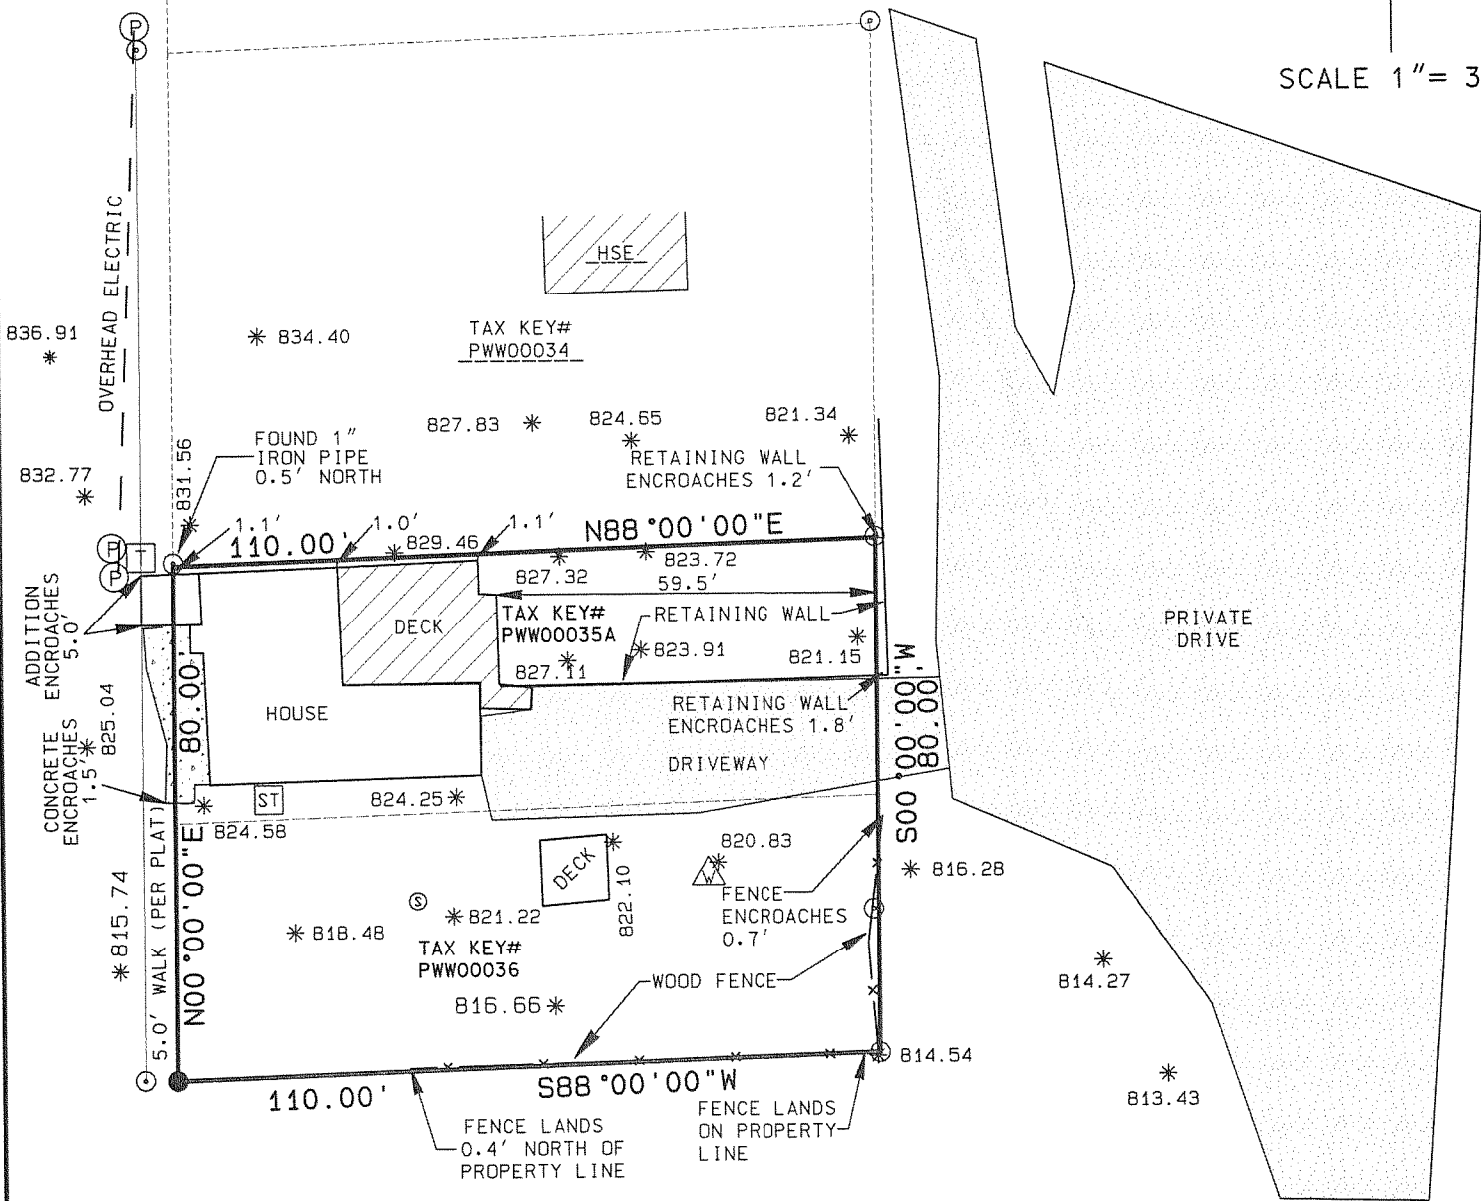 P
SCALE 1"= 3
OVERHEAD ELECTRIC
HSE
836.91
834.40
TAX KEY#
PWW00034
827.83
824.65
821.34
832.77
831.56
FOUND 1"
IRON PIPE
0.5' NORTH
RETAINING WALL
ENCROACHES 1.2'
P
T
P
1.1'
110.00'
1.0'
829.46
1.1'
N88°00'00"E
827.32
823.72
59.5'
ADDITION
ENCROACHES
5.0'
DECK
TAX KEY#
PWW00035A
RETAINING WALL
823.91
827.11
821.15
PRIVATE
DRIVE
80.00'
HOUSE
RETAINING WALL
ENCROACHES 1.8'
DRIVEWAY
S00°00'00"W
80.00'
825.04
CONCRETE
ENCROACHES
1.5'
ST
824.25
824.58
5.0' WALK (PER PLAT)
N00°00'00"E
815.74
DECK
822.10
820.83
W
FENCE
ENCROACHES
0.7'
816.28
S
821.22
818.48
TAX KEY#
PWW00036
816.66
WOOD FENCE
814.27
814.54
813.43
110.00'
S88°00'00"W
FENCE LANDS
0.4' NORTH OF
PROPERTY LINE
FENCE LANDS
ON PROPERTY
LINE